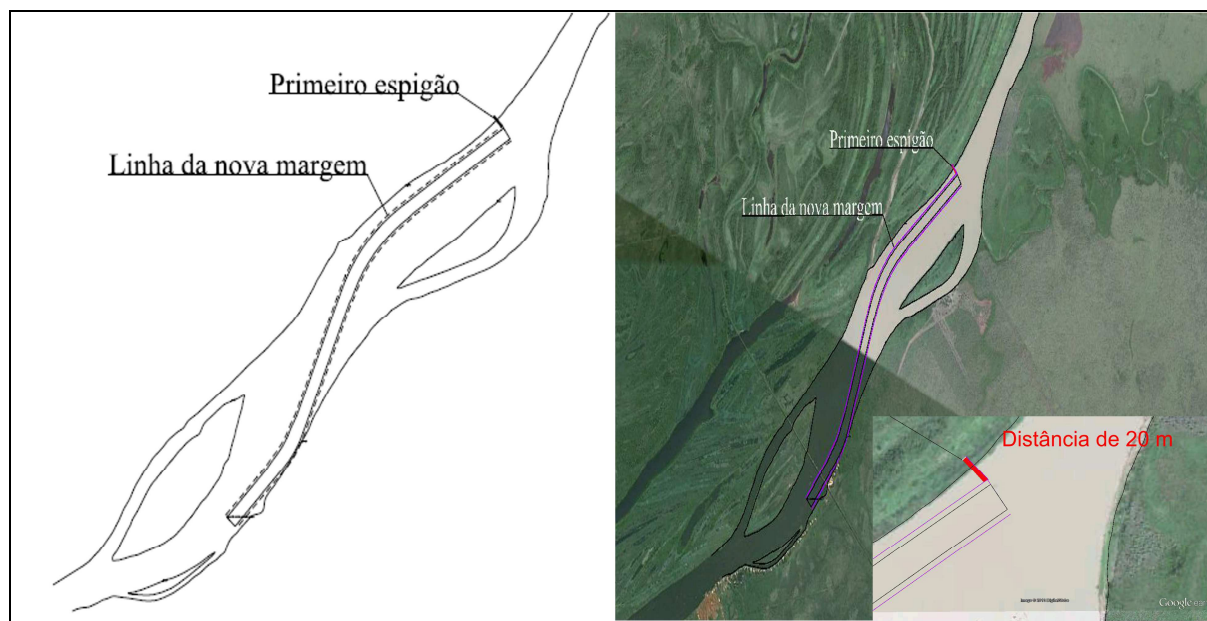 Primeiro espigão
Linha da nova margem
Primeiro espigão
Linha da nova margem
Distância de 20 m
Google